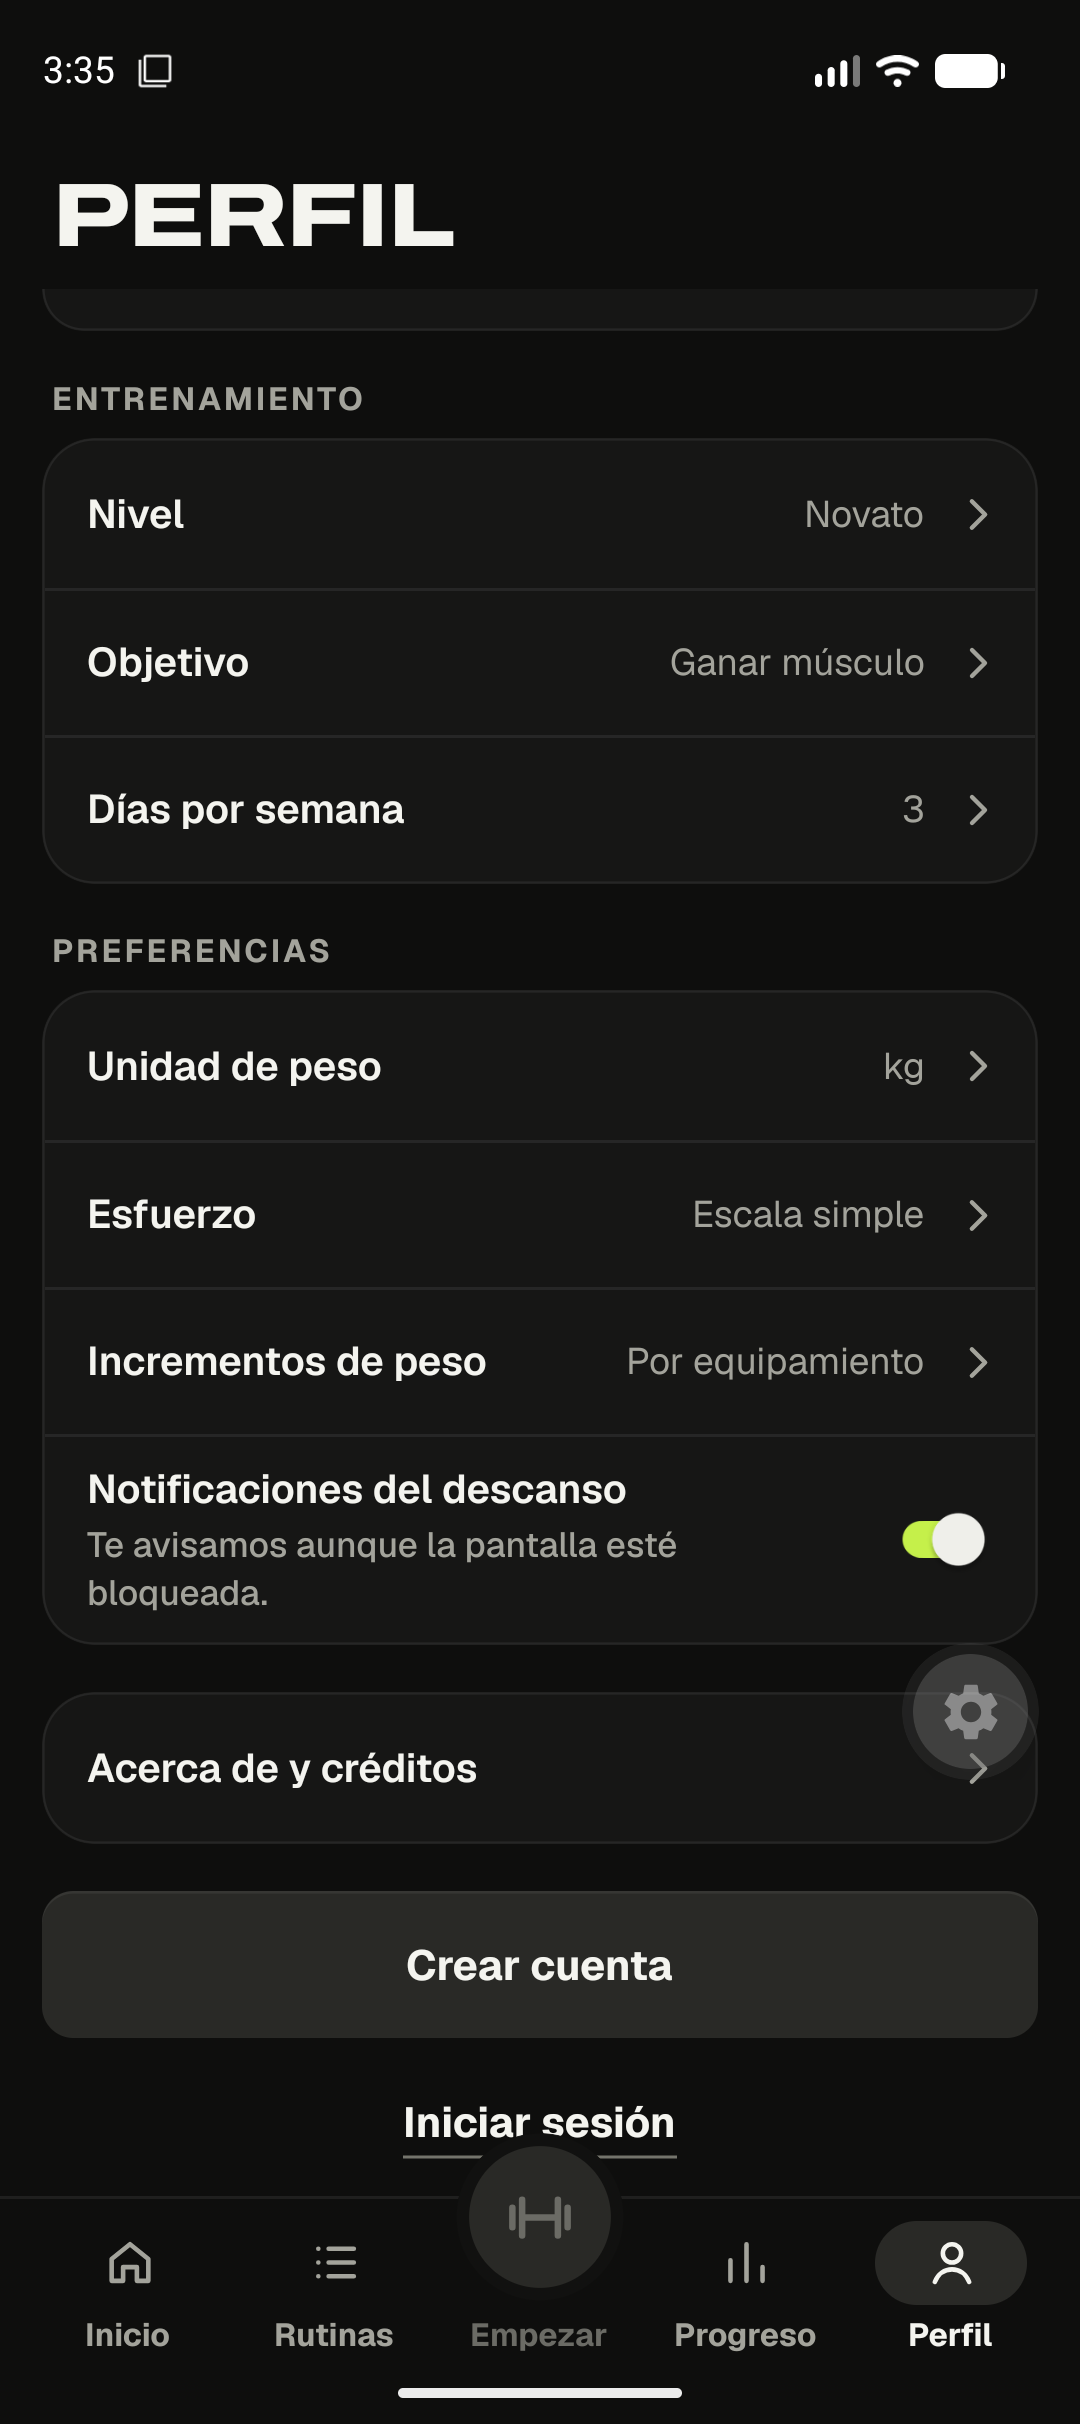 3:35
PERFIL
ENTRENAMIENTO
Nivel
Novato
Objetivo
Ganar músculo
Días por semana
3
PREFERENCIAS
Unidad de peso
kg
Esfuerzo
Escala simple
Incrementos de peso
Por equipamiento
Notificaciones del descanso
Te avisamos aunque la pantalla esté
bloqueada.
Acerca de y créditos
Crear cuenta
Iniciar sesión
Inicio
Rutinas
Empezar
Progreso
Perfil